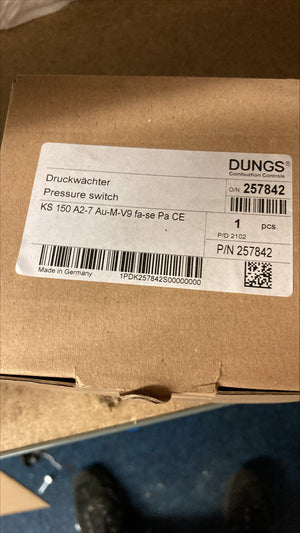 DUNGS®
Combustion Controls
Druckwächter
Pressure switch
O/N 257842
KS 150 A2-7 Au-M-V9 fa-se Pa CE
1 pcs.
P/D 2102
P/N 257842
Made in Germany
1PDK257842S00000000